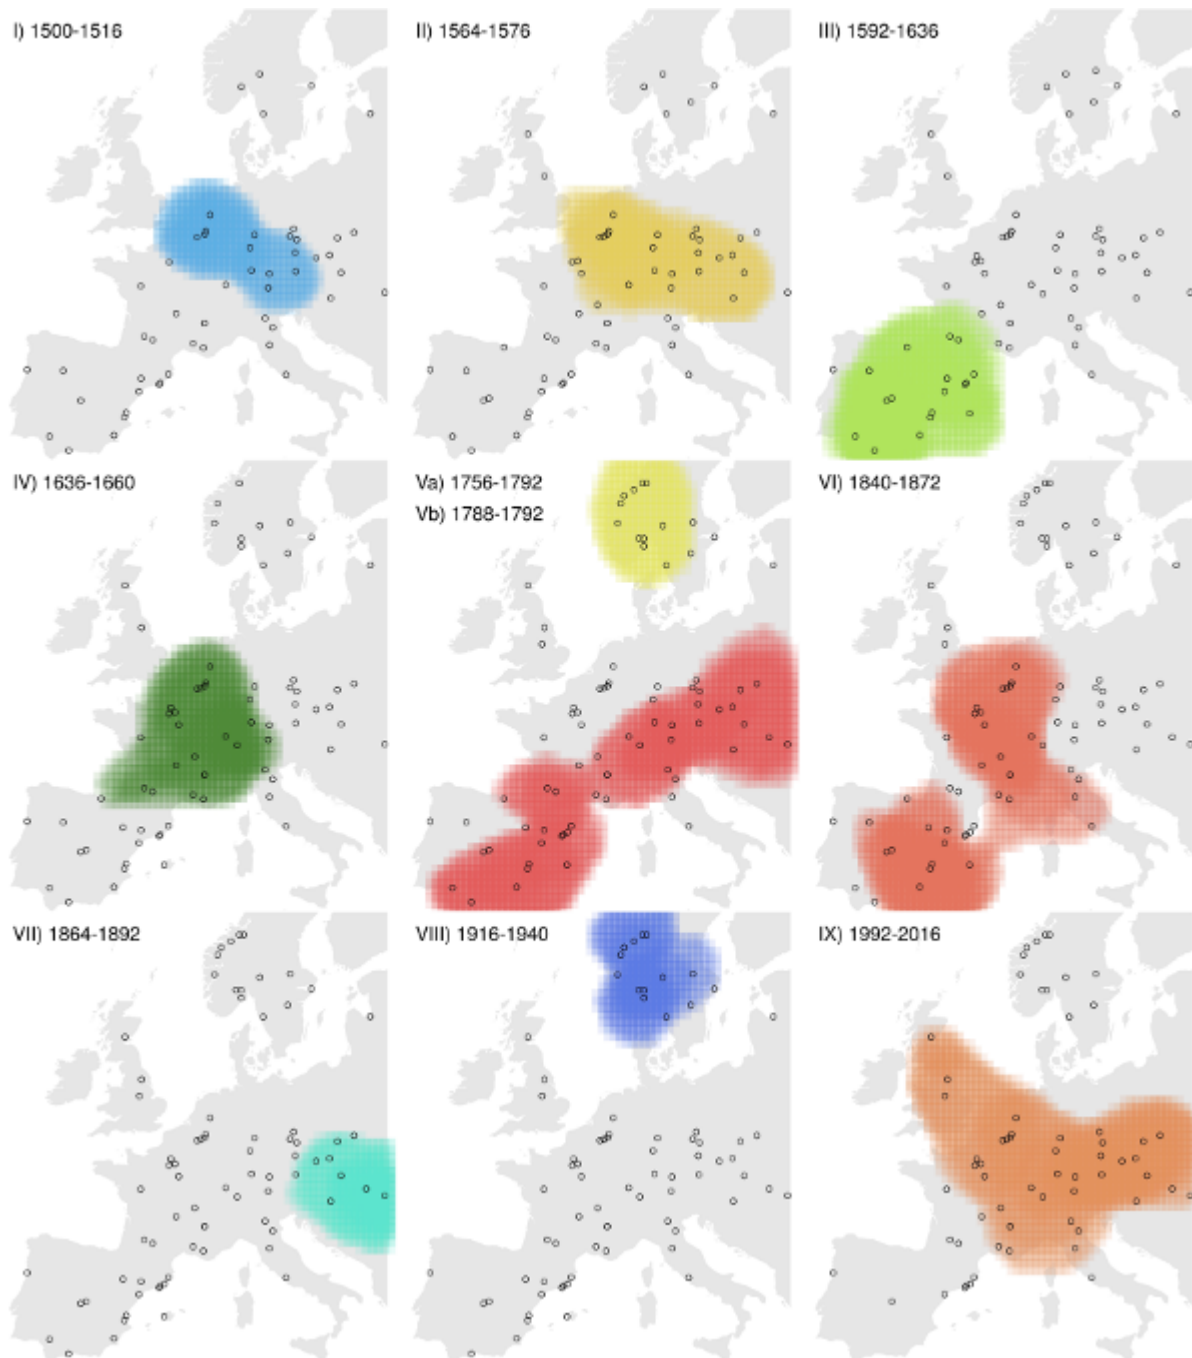 I) 1500-1516
II) 1564-1576
III) 1592-1636
IV) 1636-1660
Va) 1756-1792
Vb) 1788-1792
VI) 1840-1872
VII) 1864-1892
VIII) 1916-1940
IX) 1992-2016